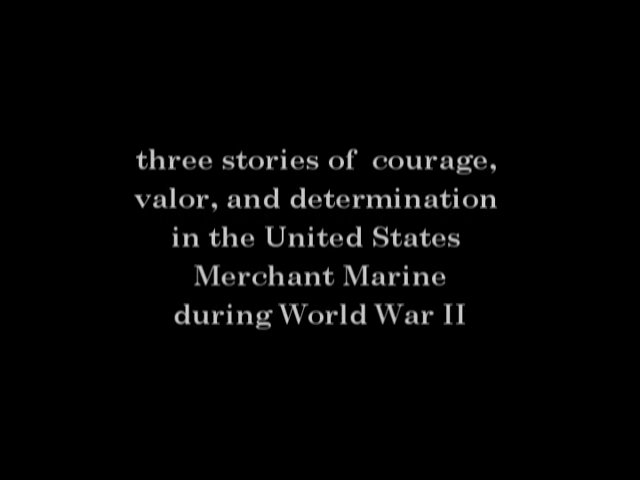 three stories of courage,
valor, and determination
in the United States
Merchant Marine
during World War II